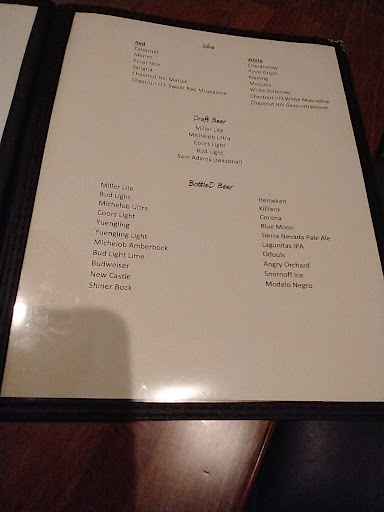 Wine
Red
Cabernet
Merlot
Pinot Noir
Sangria
Chestnut Hill Merlot
Chestnut Hill Sweet Red Muscadine
White
Chardonnay
Pinot Grigio
Riesling
Moscato
White Zinfandel
Chestnut Hill White Muscadine
Chestnut Hill Gewurztraminer
Draft Beer
Miller Lite
Michelob Ultra
Coors Light
Bud Light
Sam Adams (seasonal)
BottleD Beer
Miller Lite
Bud Light
Michelob Ultra
Coors Light
Yuengling
Yuengling Light
Michelob Amberbock
Bud Light Lime
Budweiser
New Castle
Shiner Bock
Heineken
Killians
Corona
Blue Moon
Sierra Nevada Pale Ale
Lagunitas IPA
Odouls
Angry Orchard
Smirnoff Ice
Modelo Negro